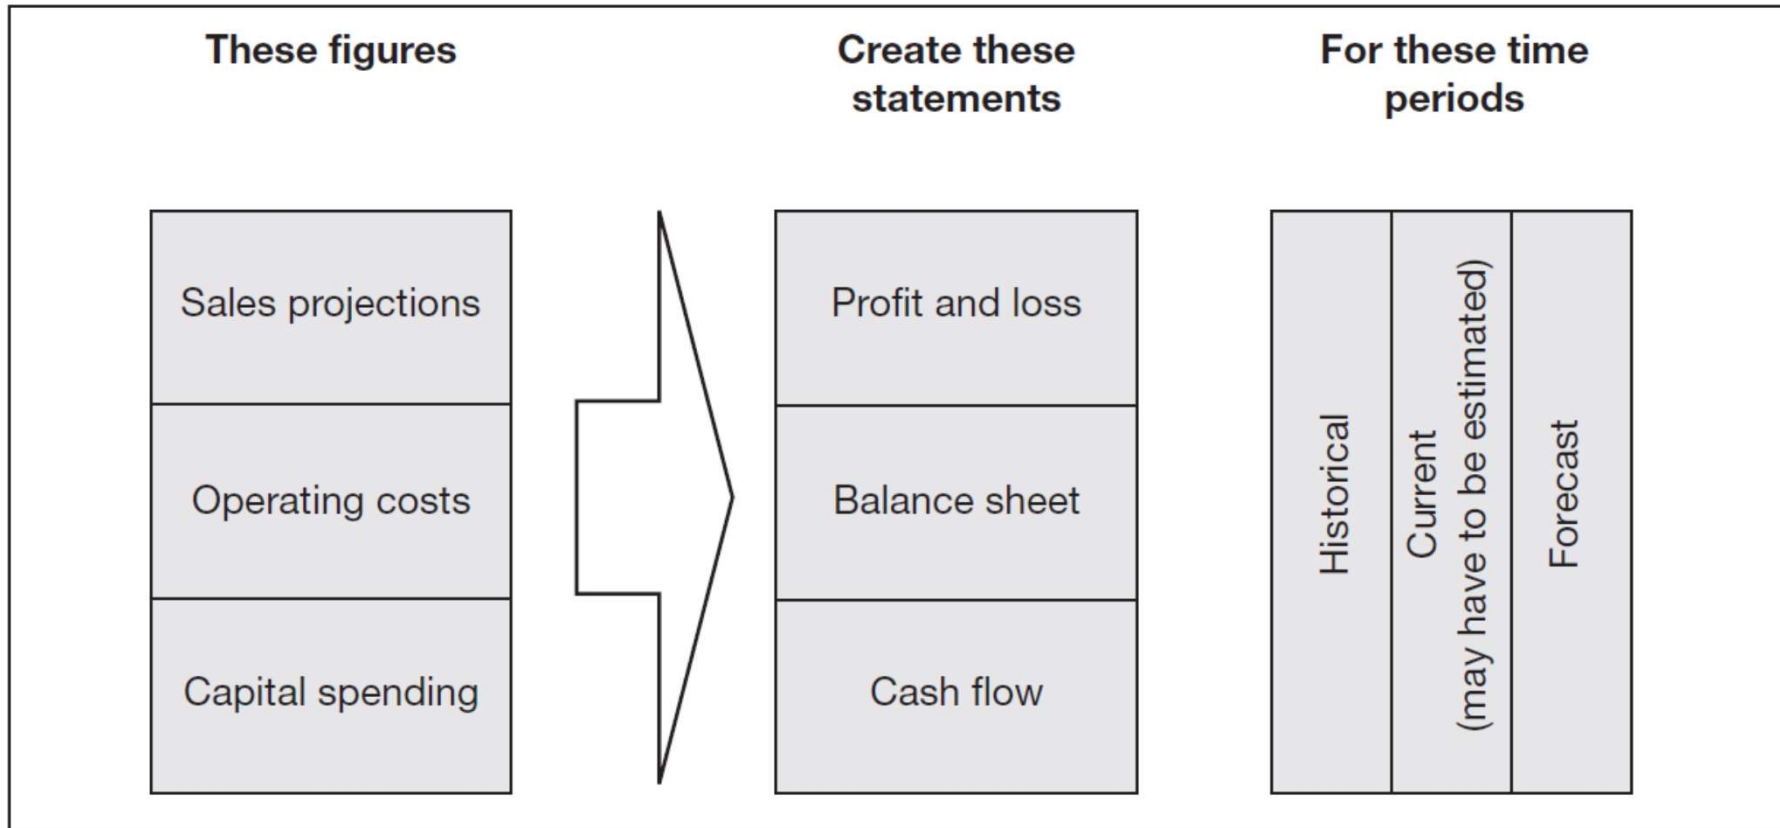 These figures
Create these
statements
For these time
periods
Sales projections
Operating costs
Capital spending
Profit and loss
Balance sheet
Cash flow
Historical
Current
(may have to be estimated)
Forecast